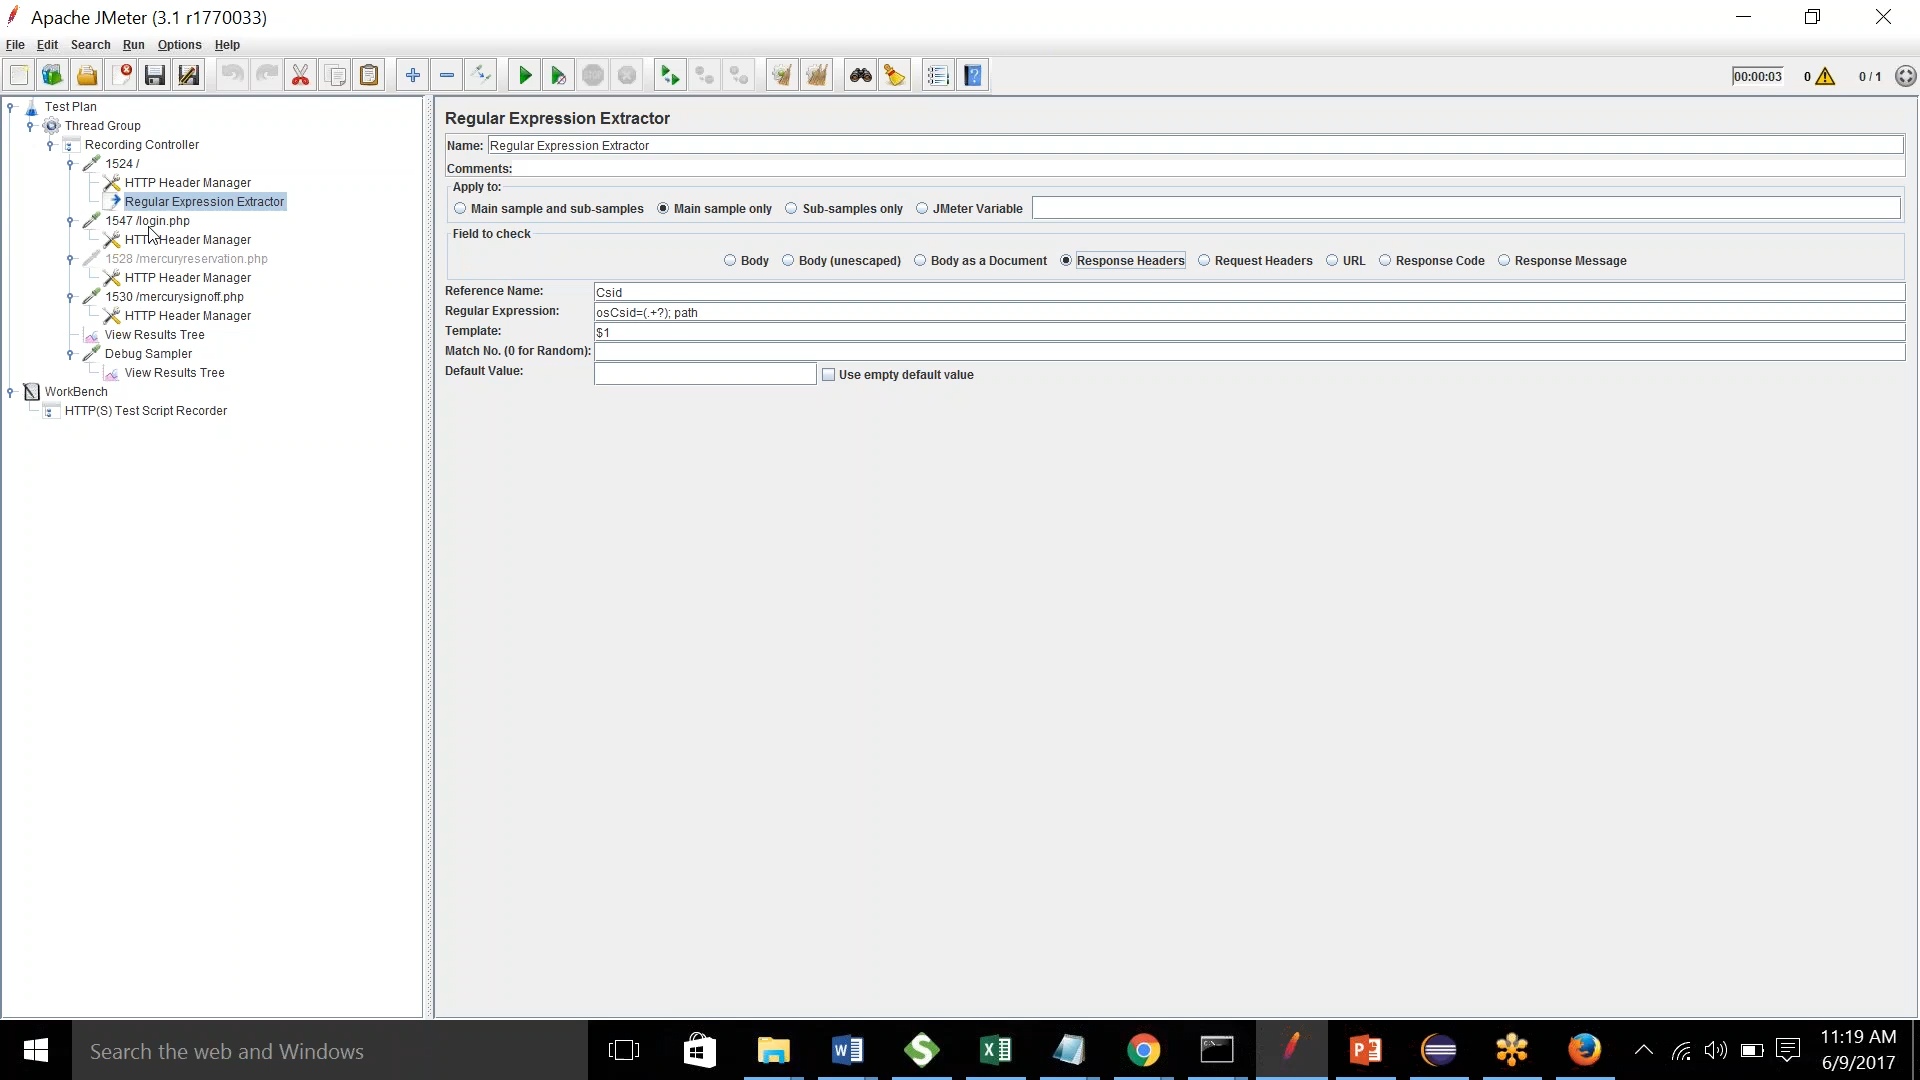 Apache JMeter (3.1 r1770033)
File Edit Search Run Options Help
00:00:03 0 0 / 1
Test Plan
Thread Group
Recording Controller
1524 /
HTTP Header Manager
Regular Expression Extractor
1547 /login.php
HTTP Header Manager
1528 /mercuryreservation.php
HTTP Header Manager
1530 /mercurysignoff.php
HTTP Header Manager
View Results Tree
Debug Sampler
View Results Tree
WorkBench
HTTP(S) Test Script Recorder
Regular Expression Extractor
Name: Regular Expression Extractor
Comments:
Apply to:
Main sample and sub-samples Main sample only Sub-samples only JMeter Variable
Field to check
Body Body (unescaped) Body as a Document Response Headers Request Headers URL Response Code Response Message
Reference Name: Csid
Regular Expression: osCsid=(.+?); path
Template: $1
Match No. (0 for Random):
Default Value: Use empty default value
Search the web and Windows
11:19 AM
6/9/2017